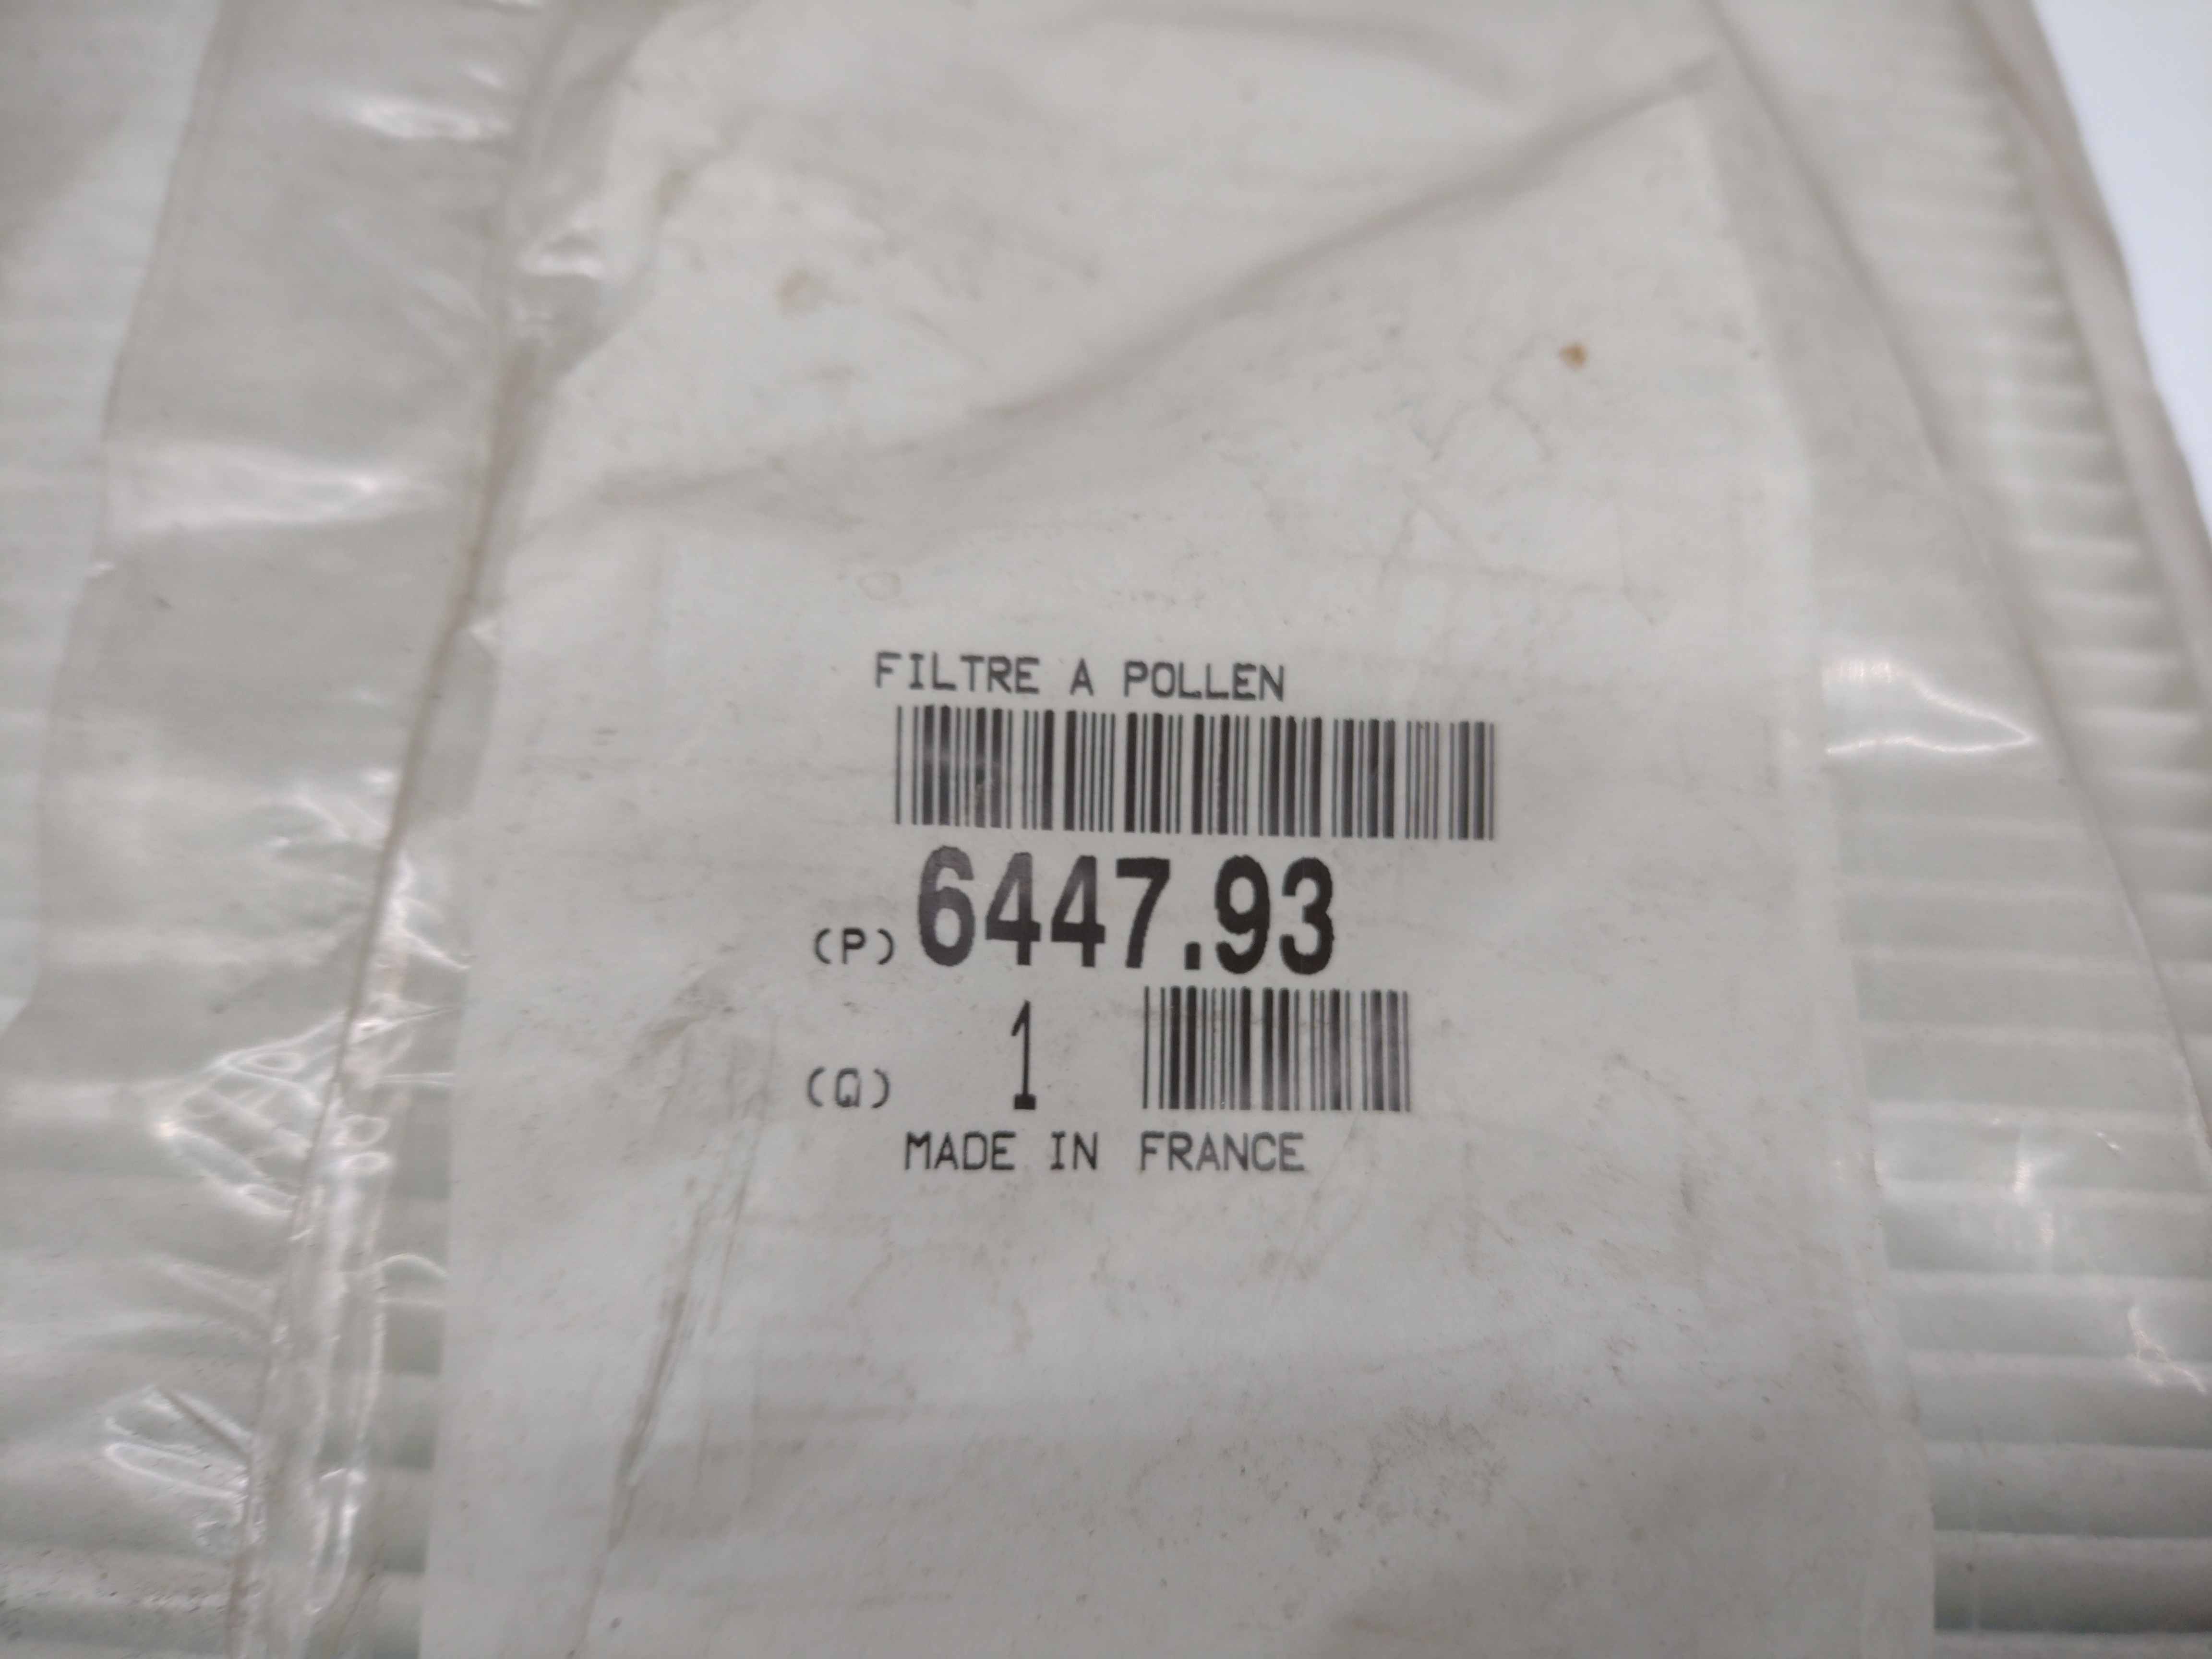 FILTRE A POLLEN
(P) 6447.93
(Q) 1
MADE IN FRANCE